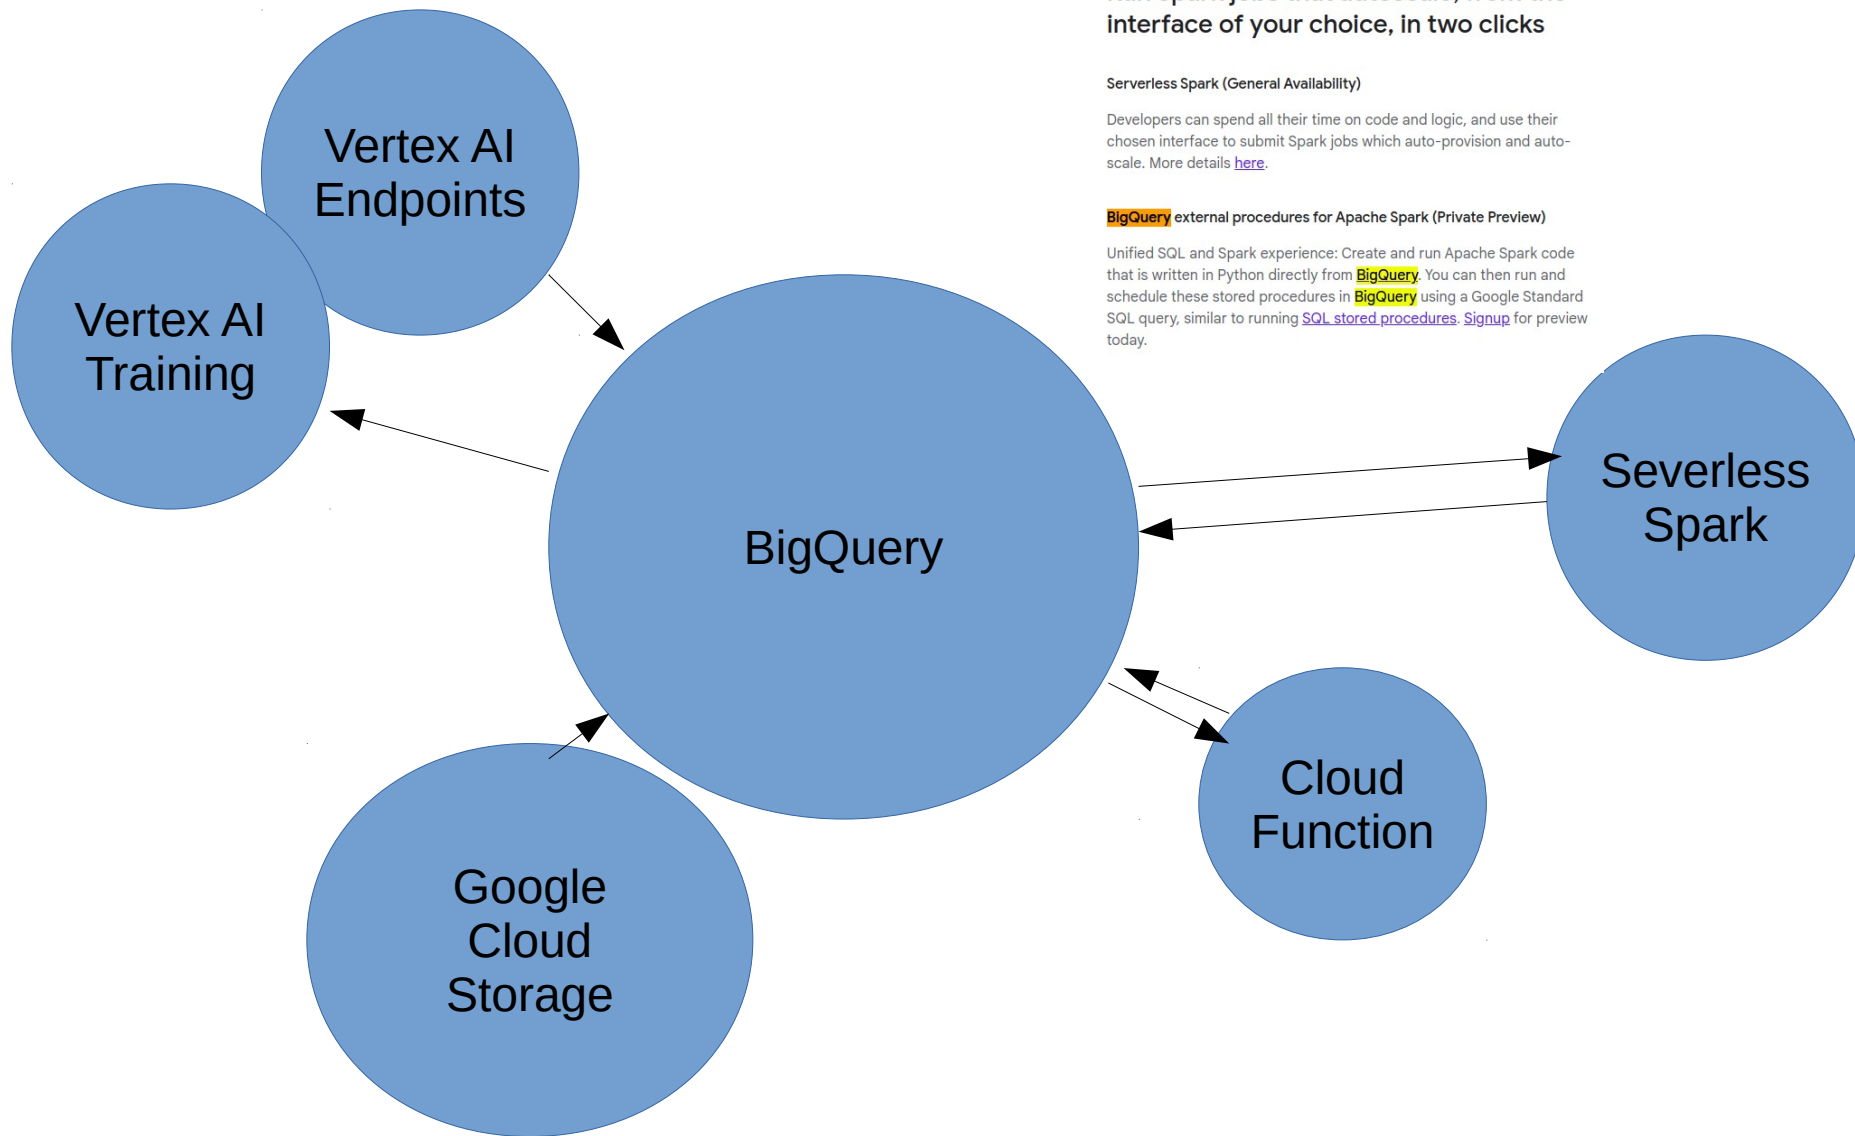 interface of your choice, in two clicks
Serverless Spark (General Availability)
Developers can spend all their time on code and logic, and use their
chosen interface to submit Spark jobs which auto-provision and auto-
scale. More details here.
BigQuery external procedures for Apache Spark (Private Preview)
Unified SQL and Spark experience: Create and run Apache Spark code
that is written in Python directly from BigQuery. You can then run and
schedule these stored procedures in BigQuery using a Google Standard
SQL query, similar to running SQL stored procedures. Signup for preview
today.
Vertex AI
Endpoints
Vertex AI
Training
BigQuery
Severless
Spark
Cloud
Function
Google
Cloud
Storage